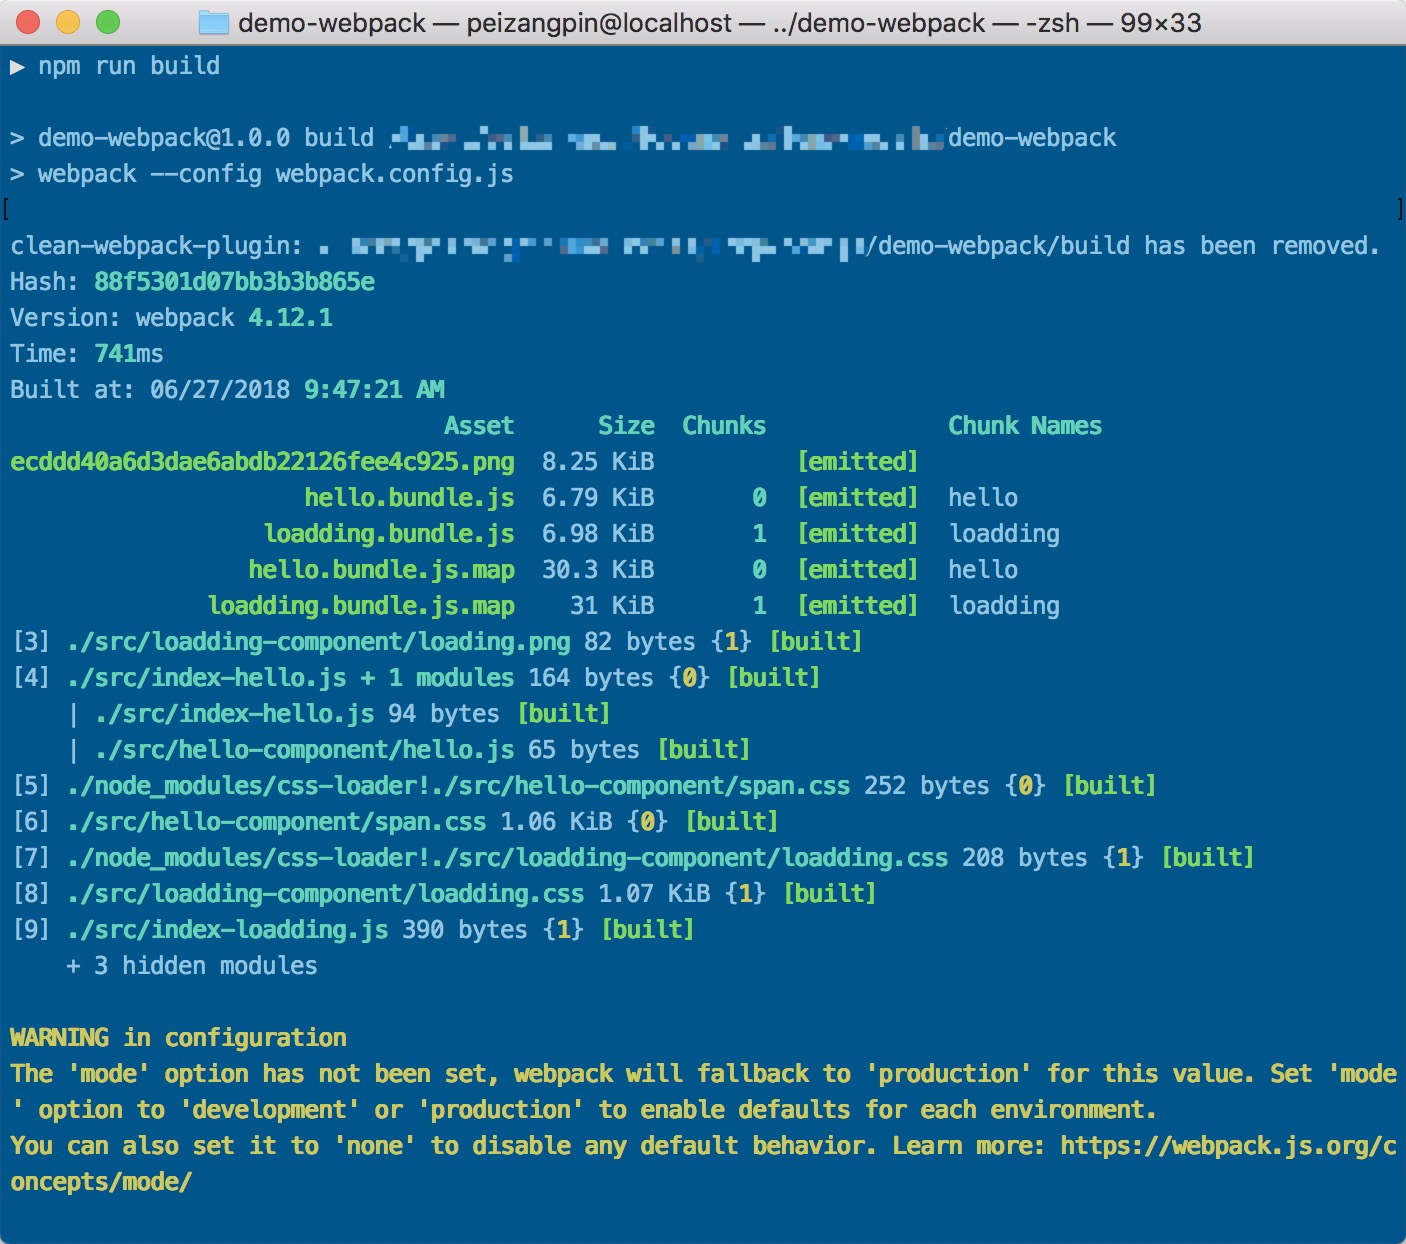 demo-webpack — peizangpin@localhost — ../demo-webpack — -zsh — 99×33
▶ npm run build
> demo-webpack@1.0.0 build demo-webpack
> webpack --config webpack.config.js
[ ]
clean-webpack-plugin: /demo-webpack/build has been removed.
Hash: 88f5301d07bb3b3b865e
Version: webpack 4.12.1
Time: 741ms
Built at: 06/27/2018 9:47:21 AM
Asset Size Chunks Chunk Names
ecddd40a6d3dae6abdb22126fee4c925.png 8.25 KiB [emitted]
hello.bundle.js 6.79 KiB 0 [emitted] hello
loadding.bundle.js 6.98 KiB 1 [emitted] loadding
hello.bundle.js.map 30.3 KiB 0 [emitted] hello
loadding.bundle.js.map 31 KiB 1 [emitted] loadding
[3] ./src/loadding-component/loading.png 82 bytes {1} [built]
[4] ./src/index-hello.js + 1 modules 164 bytes {0} [built]
| ./src/index-hello.js 94 bytes [built]
| ./src/hello-component/hello.js 65 bytes [built]
[5] ./node_modules/css-loader!./src/hello-component/span.css 252 bytes {0} [built]
[6] ./src/hello-component/span.css 1.06 KiB {0} [built]
[7] ./node_modules/css-loader!./src/loadding-component/loadding.css 208 bytes {1} [built]
[8] ./src/loadding-component/loadding.css 1.07 KiB {1} [built]
[9] ./src/index-loadding.js 390 bytes {1} [built]
+ 3 hidden modules
WARNING in configuration
The 'mode' option has not been set, webpack will fallback to 'production' for this value. Set 'mode
' option to 'development' or 'production' to enable defaults for each environment.
You can also set it to 'none' to disable any default behavior. Learn more: https://webpack.js.org/c
oncepts/mode/